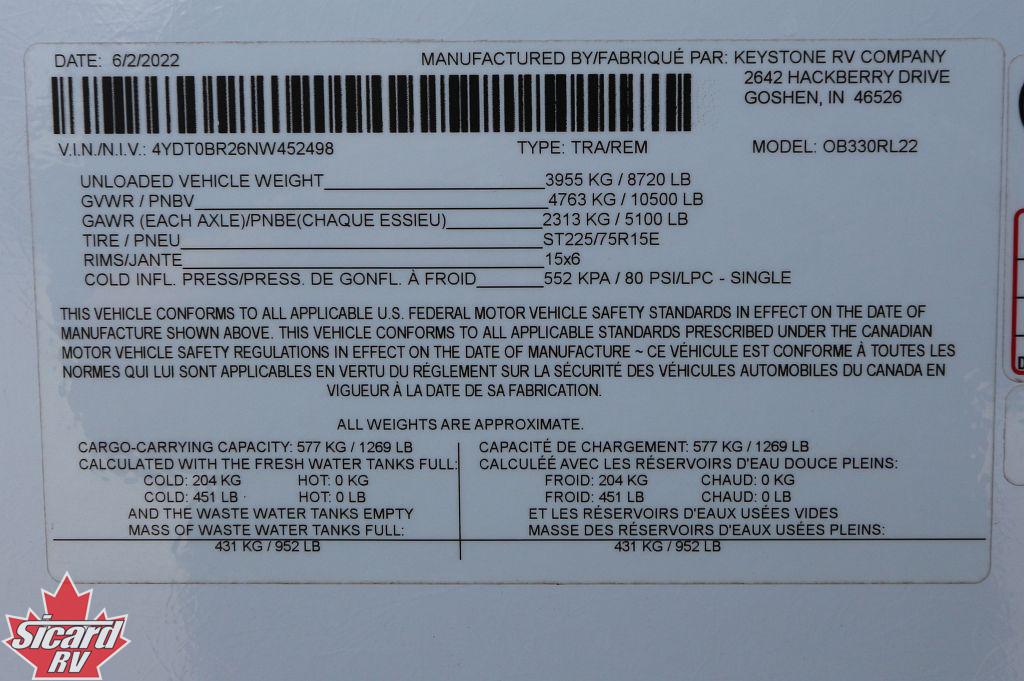 DATE: 6/2/2022
MANUFACTURED BY/FABRIQUÉ PAR: KEYSTONE RV COMPANY
2642 HACKBERRY DRIVE
GOSHEN, IN 46526
V.I.N./N.I.V.: 4YDT0BR26NW452498 TYPE: TRA/REM MODEL: OB330RL22
UNLOADED VEHICLE WEIGHT 3955 KG / 8720 LB
GVWR / PNBV 4763 KG / 10500 LB
GAWR (EACH AXLE)/PNBE(CHAQUE ESSIEU) 2313 KG / 5100 LB
TIRE / PNEU ST225/75R15E
RIMS/JANTE 15x6
COLD INFL. PRESS/PRESS. DE GONFL. À FROID 552 KPA / 80 PSI/LPC - SINGLE
THIS VEHICLE CONFORMS TO ALL APPLICABLE U.S. FEDERAL MOTOR VEHICLE SAFETY STANDARDS IN EFFECT ON THE DATE OF
MANUFACTURE SHOWN ABOVE. THIS VEHICLE CONFORMS TO ALL APPLICABLE STANDARDS PRESCRIBED UNDER THE CANADIAN
MOTOR VEHICLE SAFETY REGULATIONS IN EFFECT ON THE DATE OF MANUFACTURE ~ CE VÉHICULE EST CONFORME À TOUTES LES
NORMES QUI LUI SONT APPLICABLES EN VERTU DU RÉGLEMENT SUR LA SÉCURITÉ DES VÉHICULES AUTOMOBILES DU CANADA EN
VIGUEUR À LA DATE DE SA FABRICATION.
ALL WEIGHTS ARE APPROXIMATE.
CARGO-CARRYING CAPACITY: 577 KG / 1269 LB
CALCULATED WITH THE FRESH WATER TANKS FULL:
COLD: 204 KG HOT: 0 KG
COLD: 451 LB HOT: 0 LB
AND THE WASTE WATER TANKS EMPTY
MASS OF WASTE WATER TANKS FULL:
431 KG / 952 LB
CAPACITÉ DE CHARGEMENT: 577 KG / 1269 LB
CALCULÉE AVEC LES RÉSERVOIRS D'EAU DOUCE PLEINS:
FROID: 204 KG CHAUD: 0 KG
FROID: 451 LB CHAUD: 0 LB
ET LES RÉSERVOIRS D'EAUX USÉES VIDES
MASSE DES RÉSERVOIRS D'EAUX USÉES PLEINS:
431 KG / 952 LB
Sicard
RV